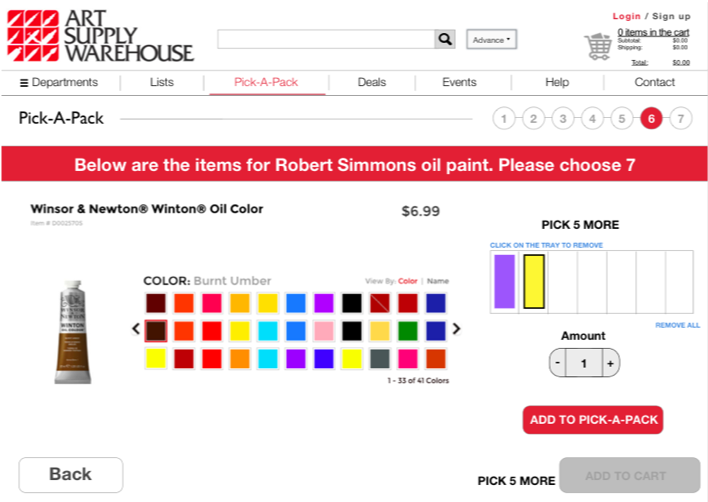 ART
SUPPLY
WAREHOUSE
Login / Sign up
0 items in the cart
Subtotal: $0.00
Shipping: $0.00
Total: $0.00
Advance
Departments
Lists
Pick-A-Pack
Deals
Events
Help
Contact
Pick-A-Pack
1 2 3 4 5 6 7
Below are the items for Robert Simmons oil paint. Please choose 7
Winsor & Newton® Winton® Oil Color
Item # D0025705
$6.99
PICK 5 MORE
CLICK ON THE TRAY TO REMOVE
COLOR: Burnt Umber
View By: Color | Name
WINTON
1 - 33 of 41 Colors
REMOVE ALL
Amount
- 1 +
ADD TO PICK-A-PACK
Back
PICK 5 MORE
ADD TO CART